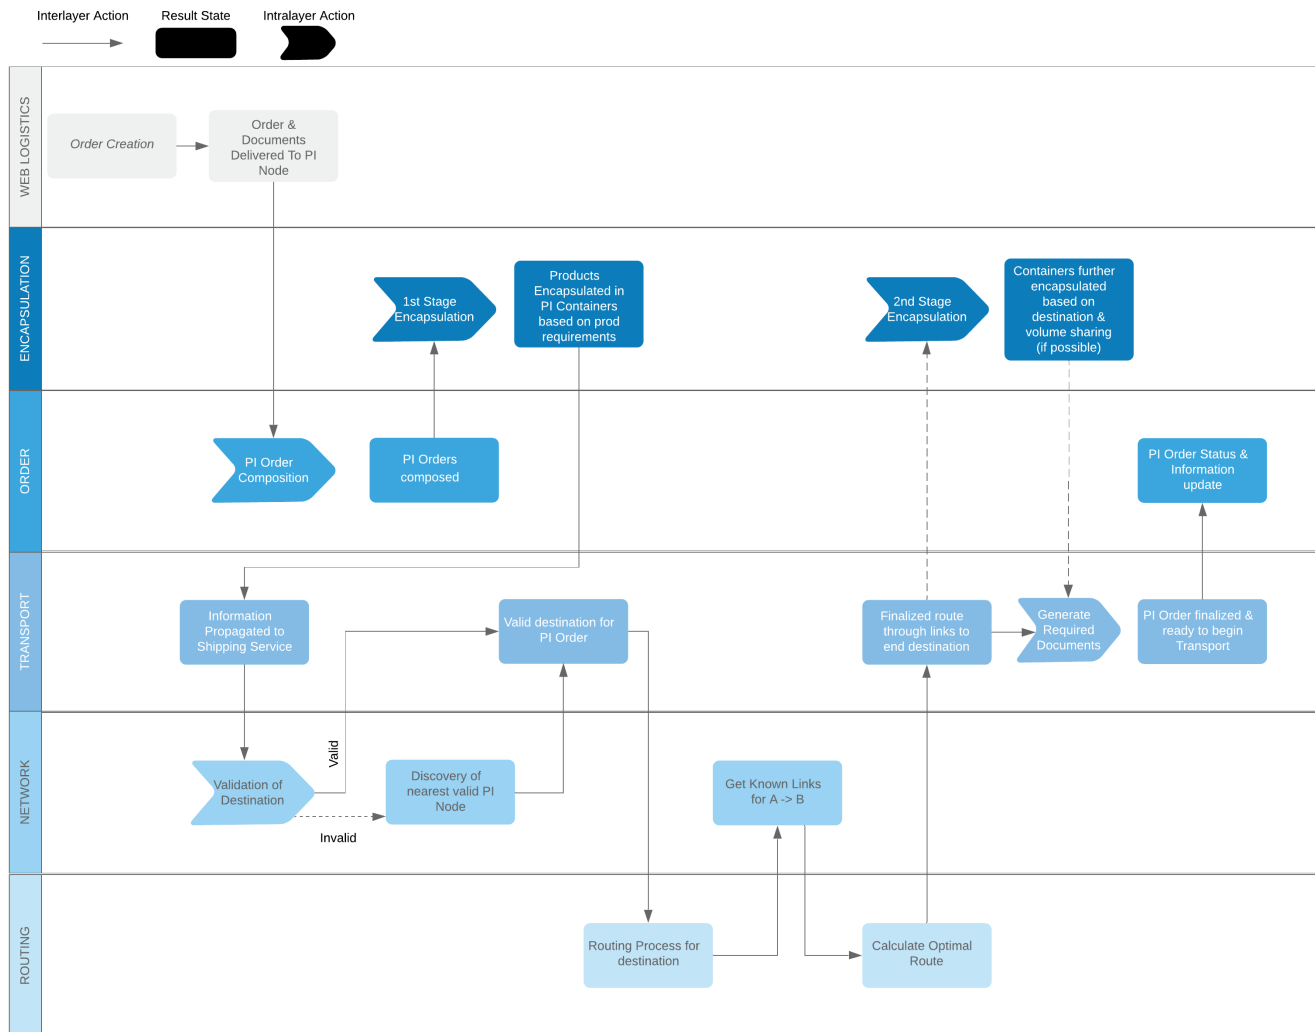 Interlayer Action
Result State
Intralayer Action
WEB LOGISTICS
Order Creation
Order &
Documents
Delivered To PI
Node
ENCAPSULATION
1st Stage
Encapsulation
Products
Encapsulated in
PI Containers
based on prod
requirements
2nd Stage
Encapsulation
Containers further
encapsulated
based on
destination &
volume sharing
(if possible)
ORDER
PI Order
Composition
PI Orders
composed
PI Order Status &
Information
update
TRANSPORT
Information
Propagated to
Shipping Service
Valid destination for
PI Order
Finalized route
through links to
end destination
Generate
Required
Documents
PI Order finalized &
ready to begin
Transport
NETWORK
Validation of
Destination
Valid
Invalid
Discovery of
nearest valid PI
Node
Get Known Links
for A -> B
ROUTING
Routing Process for
destination
Calculate Optimal
Route